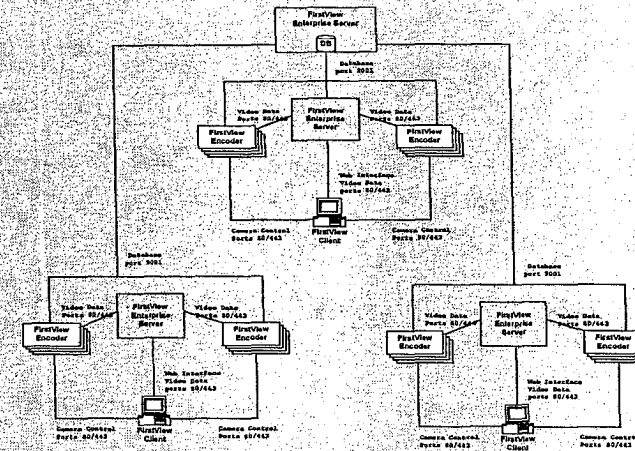 FirstView
Enterprise Server
DB
Database
port 9001
Video Data
Ports 80/443
FirstView
Enterprise
Server
Video Data
Ports 80/443
FirstView
Encoder
FirstView
Encoder
Web Interface
Video Data
ports 80/443
Camera Control
Ports 80/443
FirstView
Client
Camera Control
Ports 80/443
Database
port 9001
Video Data
Ports 80/443
FirstView
Enterprise
Server
Video Data
Ports 80/443
FirstView
Encoder
FirstView
Encoder
Web Interface
Video Data
ports 80/443
Camera Control
Ports 80/443
FirstView
Client
Camera Control
Ports 80/443
Database
port 9001
Video Data
Ports 80/443
FirstView
Enterprise
Server
Video Data
Ports 80/443
FirstView
Encoder
FirstView
Encoder
Web Interface
Video Data
ports 80/443
Camera Control
Ports 80/443
FirstView
Client
Camera Control
Ports 80/443